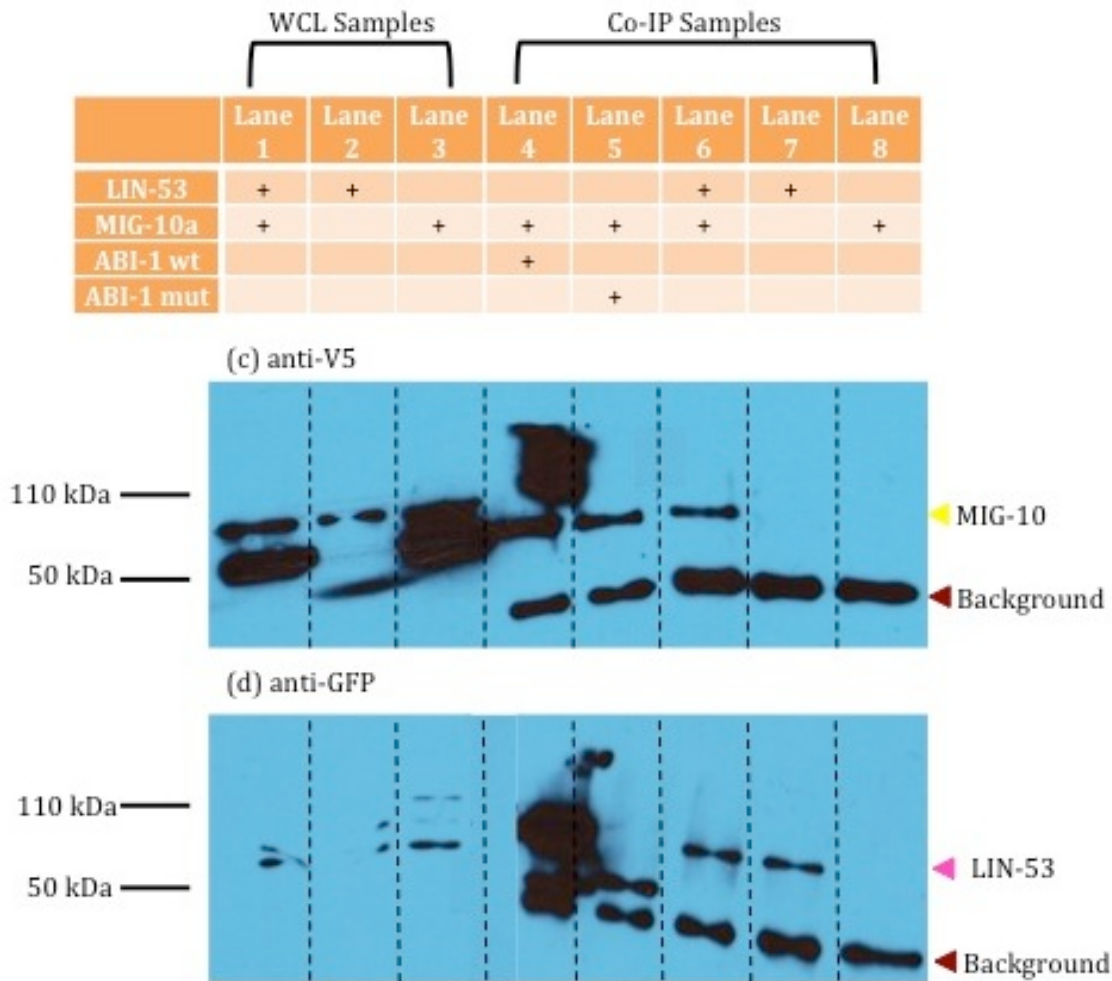 WCL Samples Co-IP Samples
Lane 1 Lane 2 Lane 3 Lane 4 Lane 5 Lane 6 Lane 7 Lane 8
LIN-53 + + + +
MIG-10a + + + + + +
ABI-1 wt +
ABI-1 mut +
(c) anti-V5
110 kDa
MIG-10
50 kDa
Background
(d) anti-GFP
110 kDa
LIN-53
50 kDa
Background